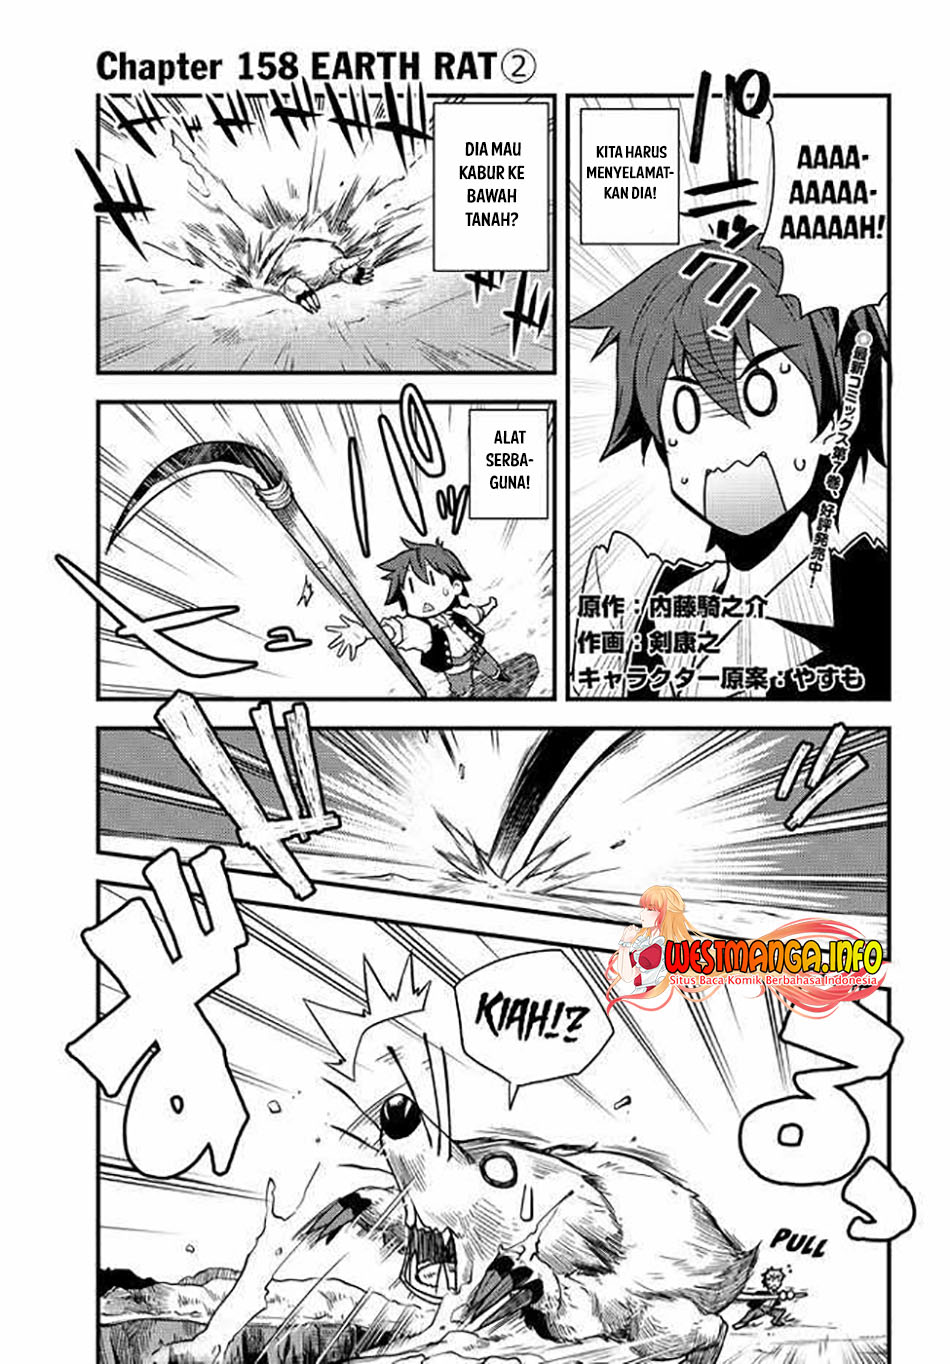 Chapter 158 EARTH RAT②
AAAA-
AAAAA-
AAAAAH!
KITA HARUS
MENYELAMAT-
KAN DIA!
最新コミックス第7巻、好評発売中!
原作：内藤騎之介
作画：剣康之
キャラクター原案：やすも
DIA MAU
KABUR KE
BAWAH
TANAH?
ALAT
SERBA-
GUNA!
WESTMANGA.INFO
Situs Baca Komik Berbahasa Indonesia
KIAH!?
PULL